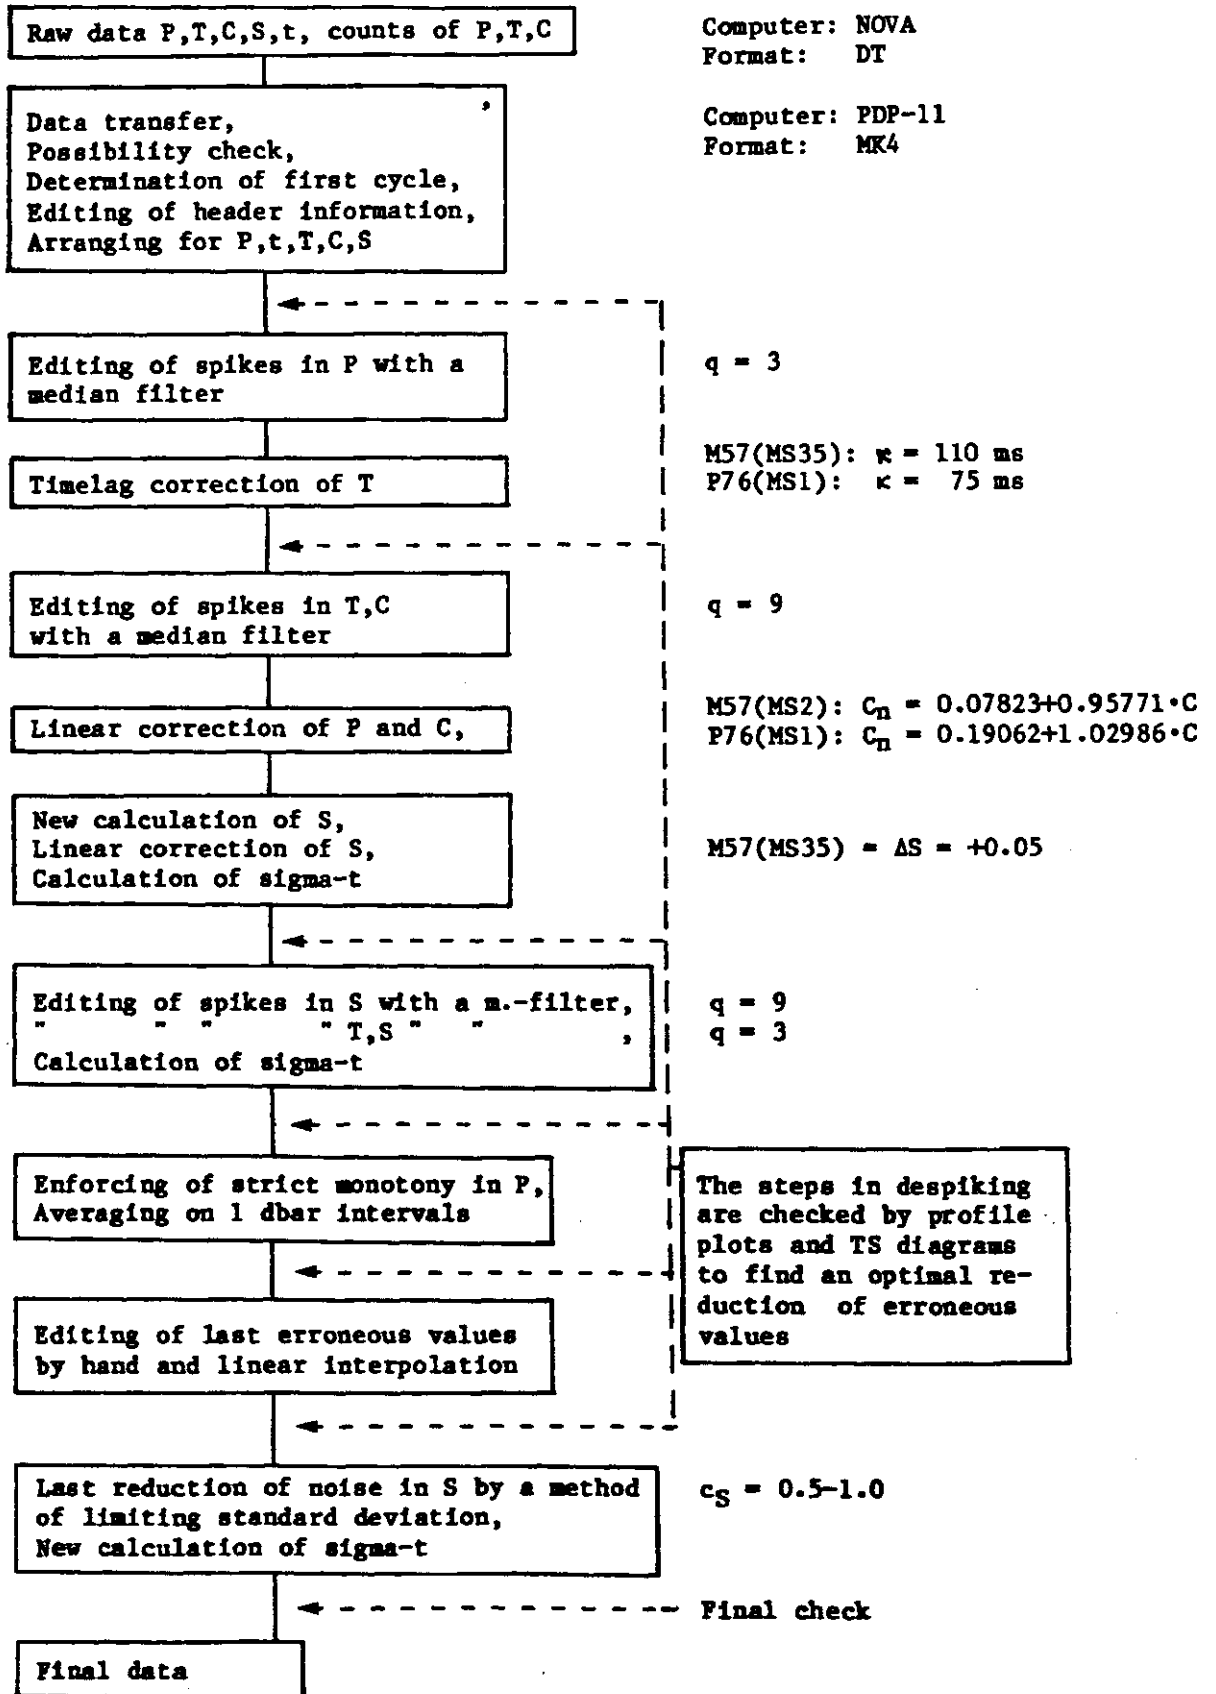 Raw data P,T,C,S,t, counts of P,T,C
Computer: NOVA
Format: DT
Data transfer,
Possibility check,
Determination of first cycle,
Editing of header information,
Arranging for P,t,T,C,S
Computer: PDP-11
Format: MK4
Editing of spikes in P with a
median filter
q = 3
Timelag correction of T
M57(MS35): κ = 110 ms
P76(MS1): κ = 75 ms
Editing of spikes in T,C
with a median filter
q = 9
Linear correction of P and C,
M57(MS2): Cn = 0.07823+0.95771·C
P76(MS1): Cn = 0.19062+1.02986·C
New calculation of S,
Linear correction of S,
Calculation of sigma-t
M57(MS35) = ΔS = +0.05
Editing of spikes in S with a m.-filter,
" " " " T,S " " ,
Calculation of sigma-t
q = 9
q = 3
Enforcing of strict monotony in P,
Averaging on 1 dbar intervals
The steps in despiking
are checked by profile
plots and TS diagrams
to find an optimal re-
duction of erroneous
values
Editing of last erroneous values
by hand and linear interpolation
Last reduction of noise in S by a method
of limiting standard deviation,
New calculation of sigma-t
cS = 0.5-1.0
Final check
Final data